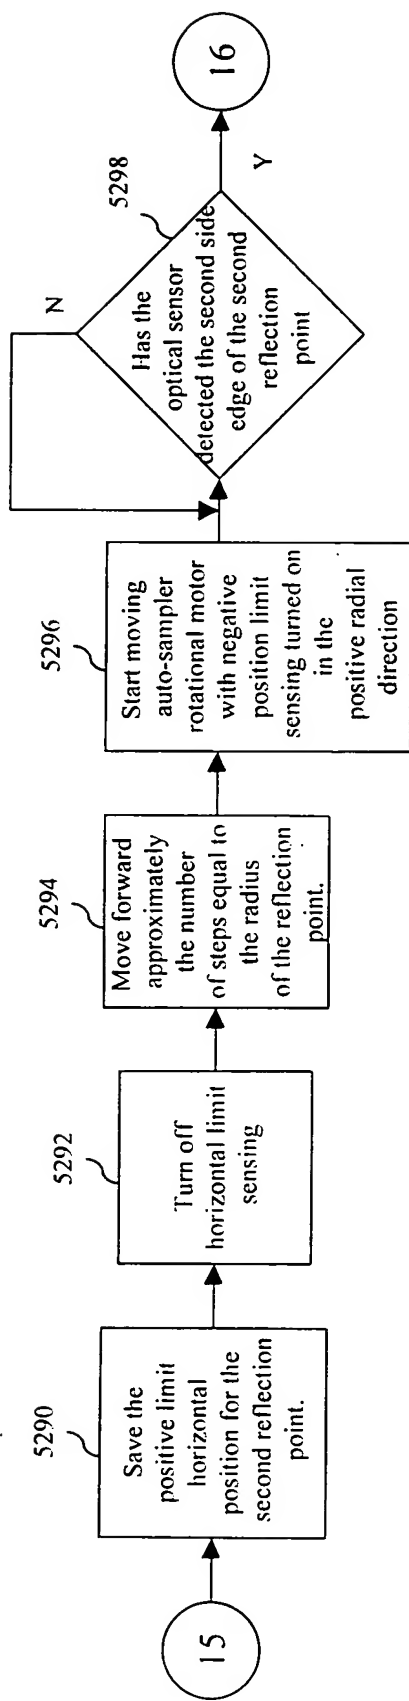 15
5290
Save the
positive limit
horizontal
position for the
second reflection
point.
5292
Turn off
horizontal limit
sensing
5294
Move forward
approximately
the number
of steps equal to
the radius
of the reflection
point.
5296
Start moving
auto-sampler
rotational motor
with negative
position limit
sensing turned on
in the
positive radial
direction
5298
Has the
optical sensor
detected the second side
edge of the second
reflection
point
N
Y
16